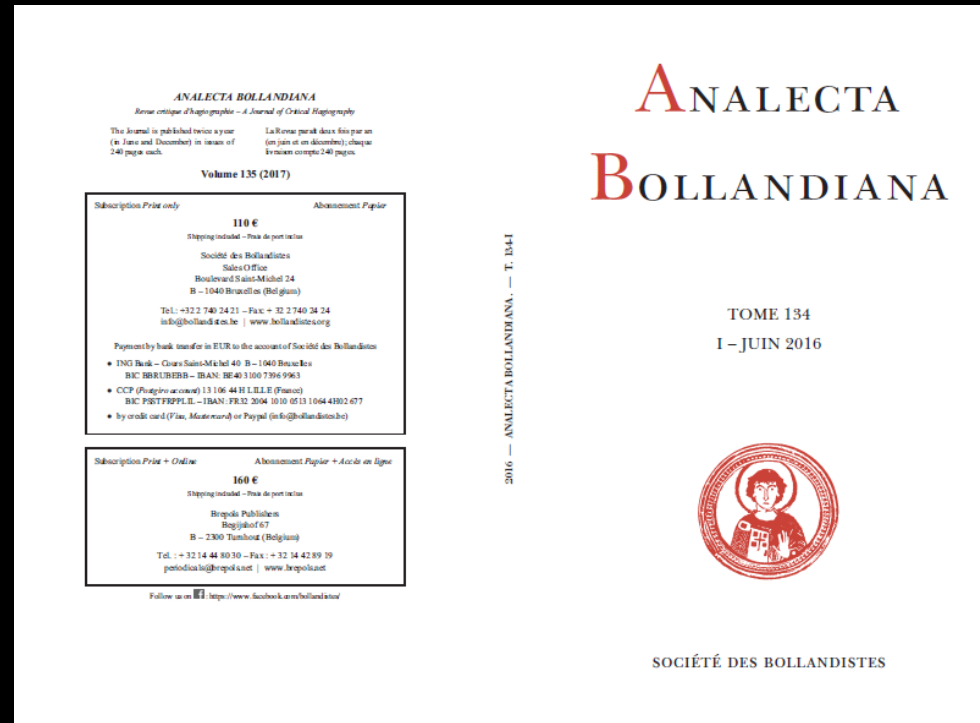 ANALECTA BOLLANDIANA
Revue critique d'hagiographie – A Journal of Critical Hagiography
The Journal is published twice a year
(in June and December) in issues of
240 pages each.
La Revue paraît deux fois par an
(en juin et en décembre); chaque
livraison compte 240 pages.
Volume 135 (2017)
Subscription Print only Abonnement Papier
110 €
Shipping included – Frais de port inclus
Société des Bollandistes
Sales Office
Boulevard Saint-Michel 24
B – 1040 Bruxelles (Belgium)
Tel.: +32 2 740 24 21 – Fax: + 32 2 740 24 24
info@bollandistes.be | www.bollandistes.org
Payment by bank transfer in EUR to the account of Société des Bollandistes
• ING Bank – Cours Saint-Michel 40 B – 1040 Bruxelles
BIC BBRUBEBB – IBAN: BE40 3100 7396 9963
• CCP (Postgiro account) 13 106 44 H LILLE (France)
BIC PSSTFRPPLIL – IBAN: FR32 2004 1010 0513 1064 4H02 677
• by credit card (Visa, Mastercard) or Paypal (info@bollandistes.be)
Subscription Print + Online Abonnement Papier + Accès en ligne
160 €
Shipping included – Frais de port inclus
Brepols Publishers
Begijnhof 67
B – 2300 Turnhout (Belgium)
Tel. : + 32 14 44 80 30 – Fax : + 32 14 42 89 19
periodicals@brepols.net | www.brepols.net
Follow us on f : https://www.facebook.com/bollandistes/
2016 — ANALECTA BOLLANDIANA. — T. 134-I
ANALECTA
BOLLANDIANA
TOME 134
I – JUIN 2016
SOCIÉTÉ DES BOLLANDISTES